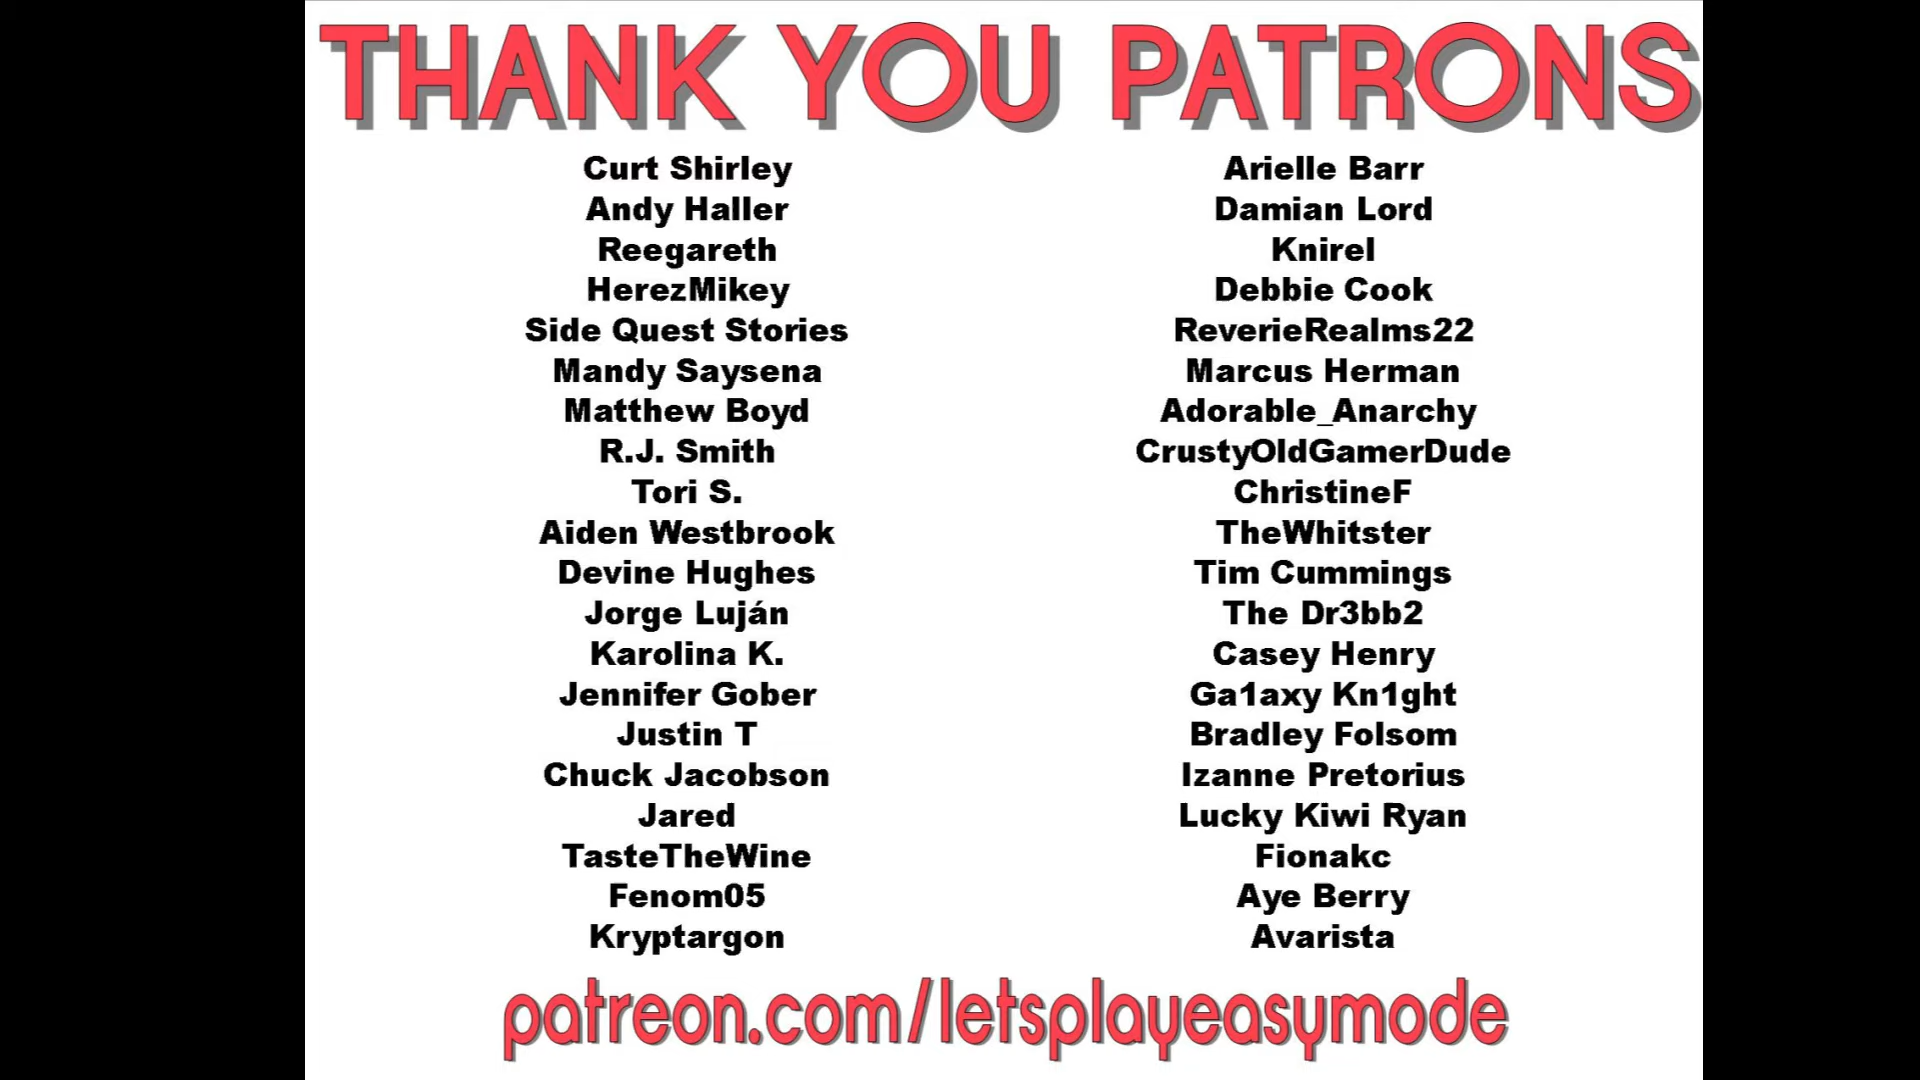 THANK YOU PATRONS
Curt Shirley
Andy Haller
Reegareth
HerezMikey
Side Quest Stories
Mandy Saysena
Matthew Boyd
R.J. Smith
Tori S.
Aiden Westbrook
Devine Hughes
Jorge Luján
Karolina K.
Jennifer Gober
Justin T
Chuck Jacobson
Jared
TasteTheWine
Fenom05
Kryptargon
Arielle Barr
Damian Lord
Knirel
Debbie Cook
ReverieRealms22
Marcus Herman
Adorable_Anarchy
CrustyOldGamerDude
ChristineF
TheWhitster
Tim Cummings
The Dr3bb2
Casey Henry
Ga1axy Kn1ght
Bradley Folsom
Izanne Pretorius
Lucky Kiwi Ryan
Fionakc
Aye Berry
Avarista
patreon.com/letsplayeasymode